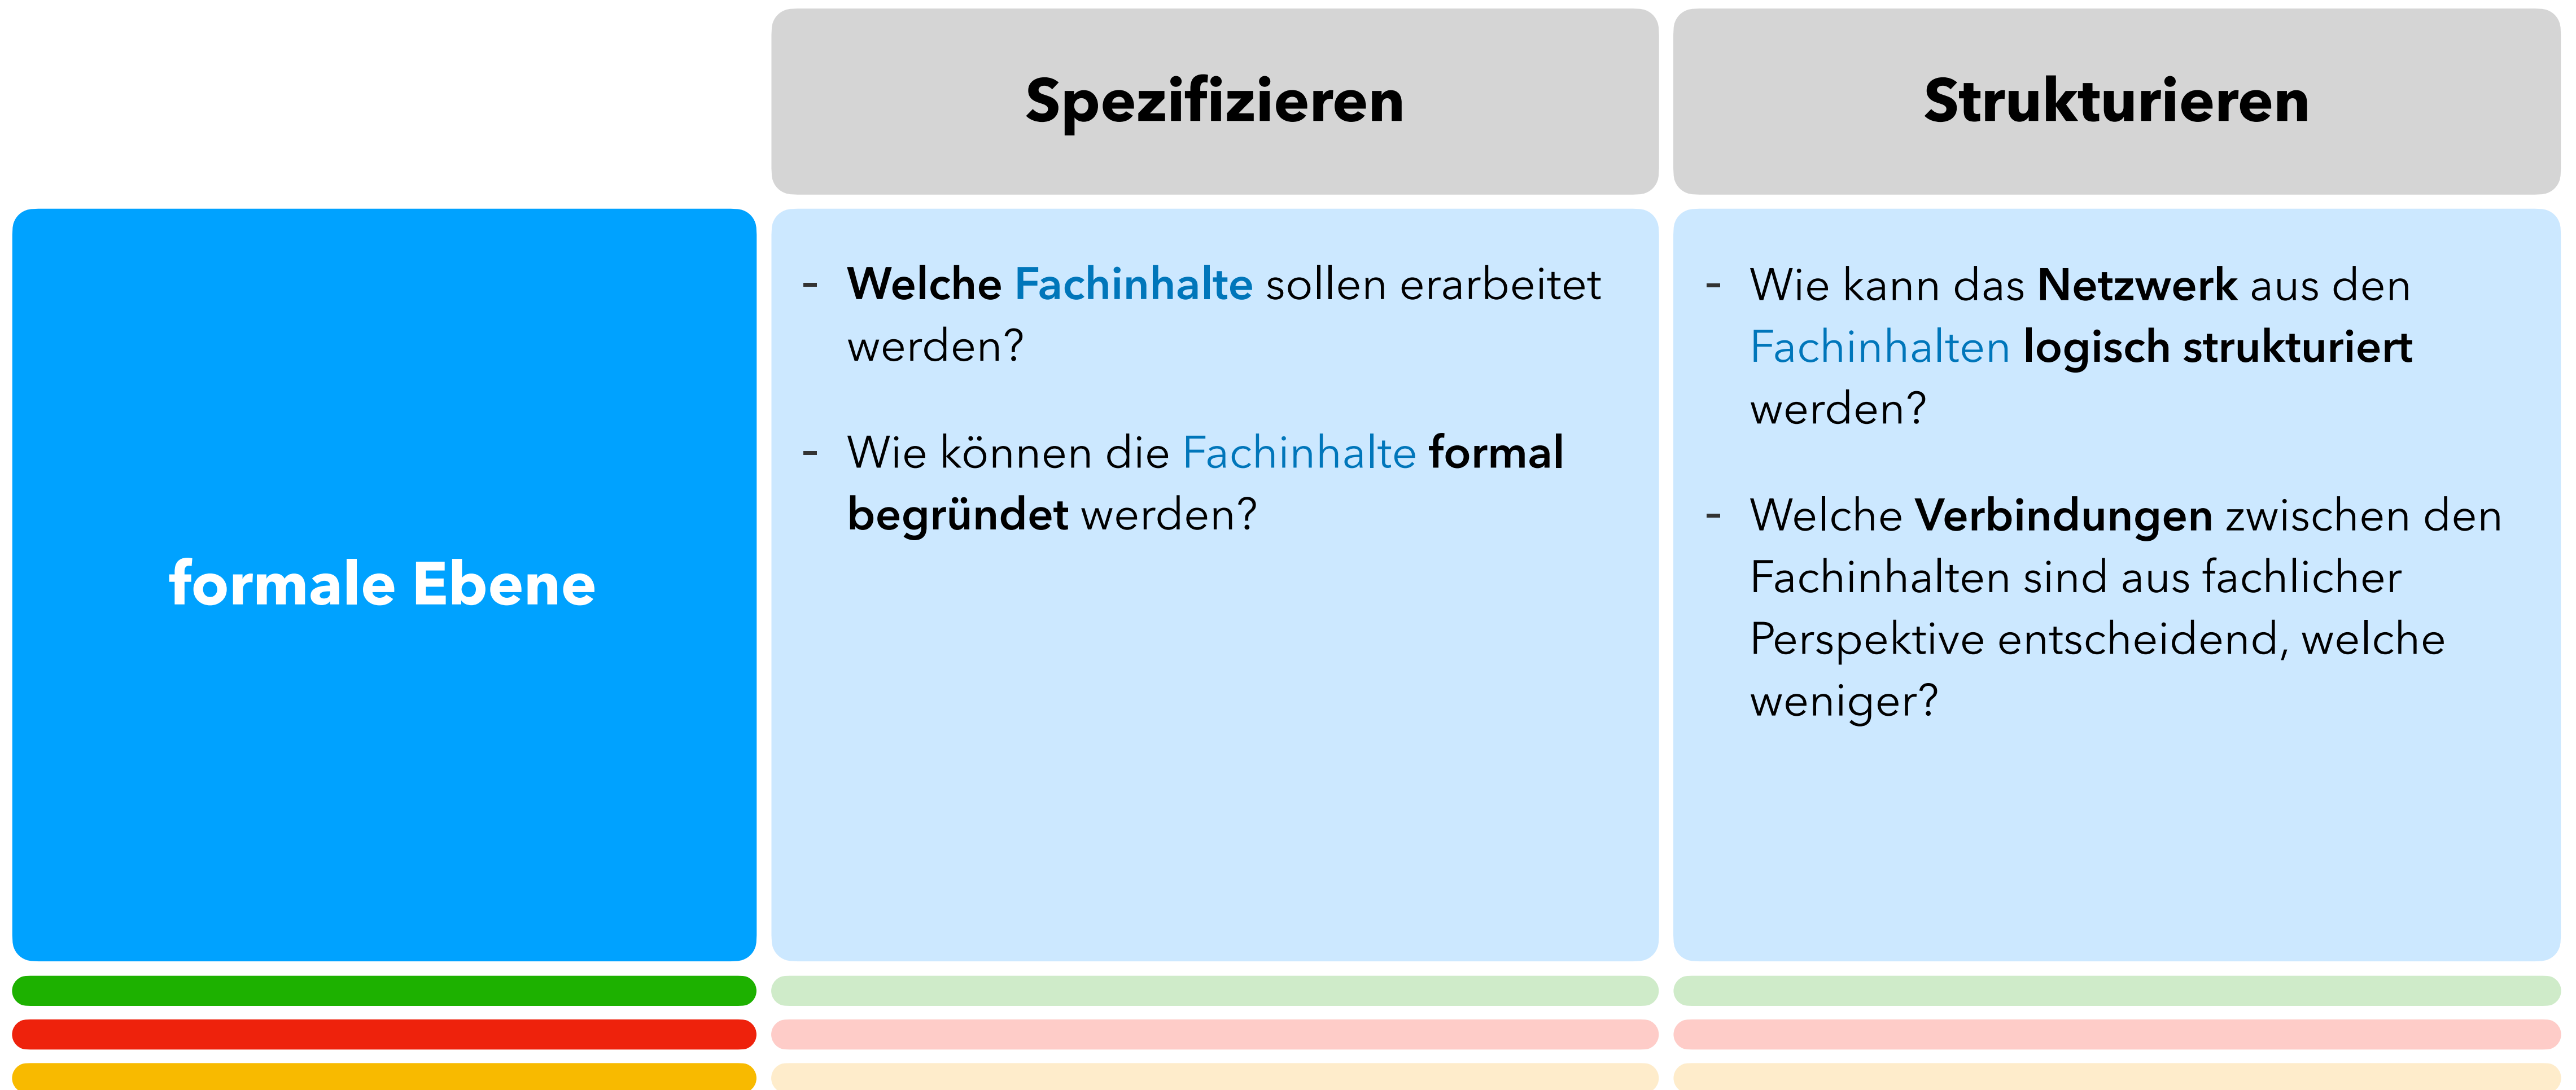 Spezifizieren
Strukturieren
formale Ebene
- Welche Fachinhalte sollen erarbeitet
werden?
- Wie können die Fachinhalte formal
begründet werden?
- Wie kann das Netzwerk aus den
Fachinhalten logisch strukturiert
werden?
- Welche Verbindungen zwischen den
Fachinhalten sind aus fachlicher
Perspektive entscheidend, welche
weniger?